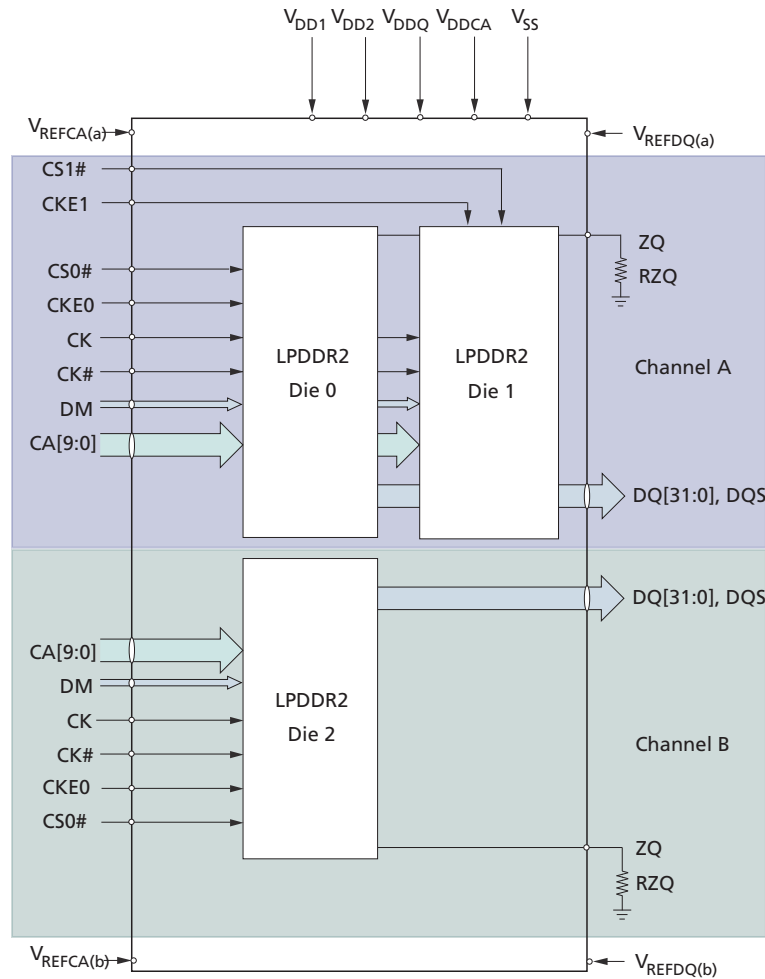 VDD1 VDD2 VDDQ VDDCA VSS
VREFCA(a)
VREFDQ(a)
CS1#
CKE1
ZQ
RZQ
CS0#
CKE0
CK
CK#
DM
CA[9:0]
LPDDR2
Die 0
LPDDR2
Die 1
Channel A
DQ[31:0], DQS
DQ[31:0], DQS
CA[9:0]
DM
CK
CK#
CKE0
CS0#
LPDDR2
Die 2
Channel B
ZQ
RZQ
VREFCA(b)
VREFDQ(b)